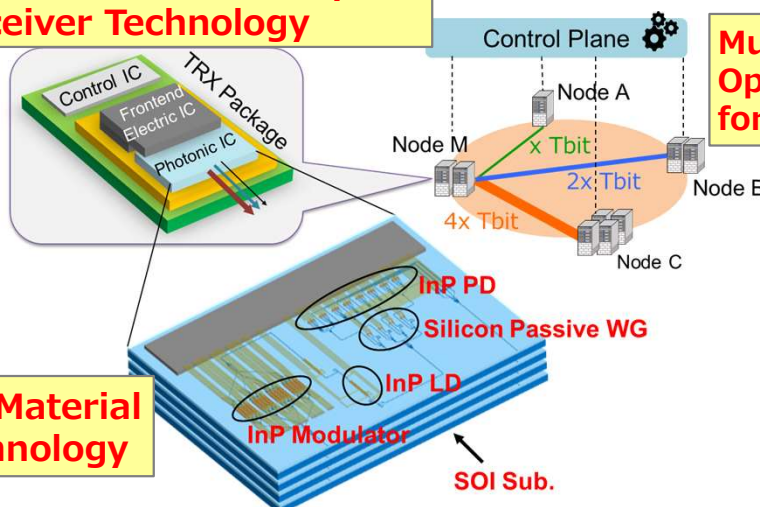 ceiver Technology
Control Plane
Mu
Op
for
Control IC
Frontend
Electric IC
Photonic IC
TRX Package
Node A
Node M
x Tbit
2x Tbit
Node B
4x Tbit
Node C
InP PD
Silicon Passive WG
InP LD
InP Modulator
Material
nology
SOI Sub.